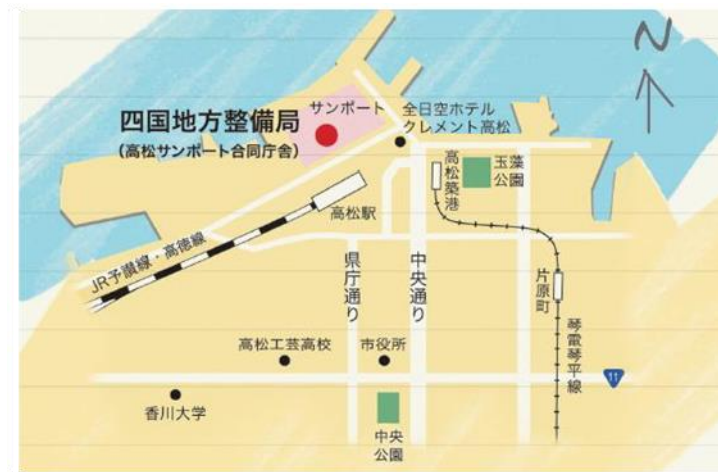 N
サンポート
全日空ホテル
クレメント高松
四国地方整備局
(高松サンポート合同庁舎)
高松築港
玉藻
公園
高松駅
JR予讃線・高徳線
県庁通り
中央通り
片原町
琴電琴平線
高松工芸高校
市役所
11
香川大学
中央
公園